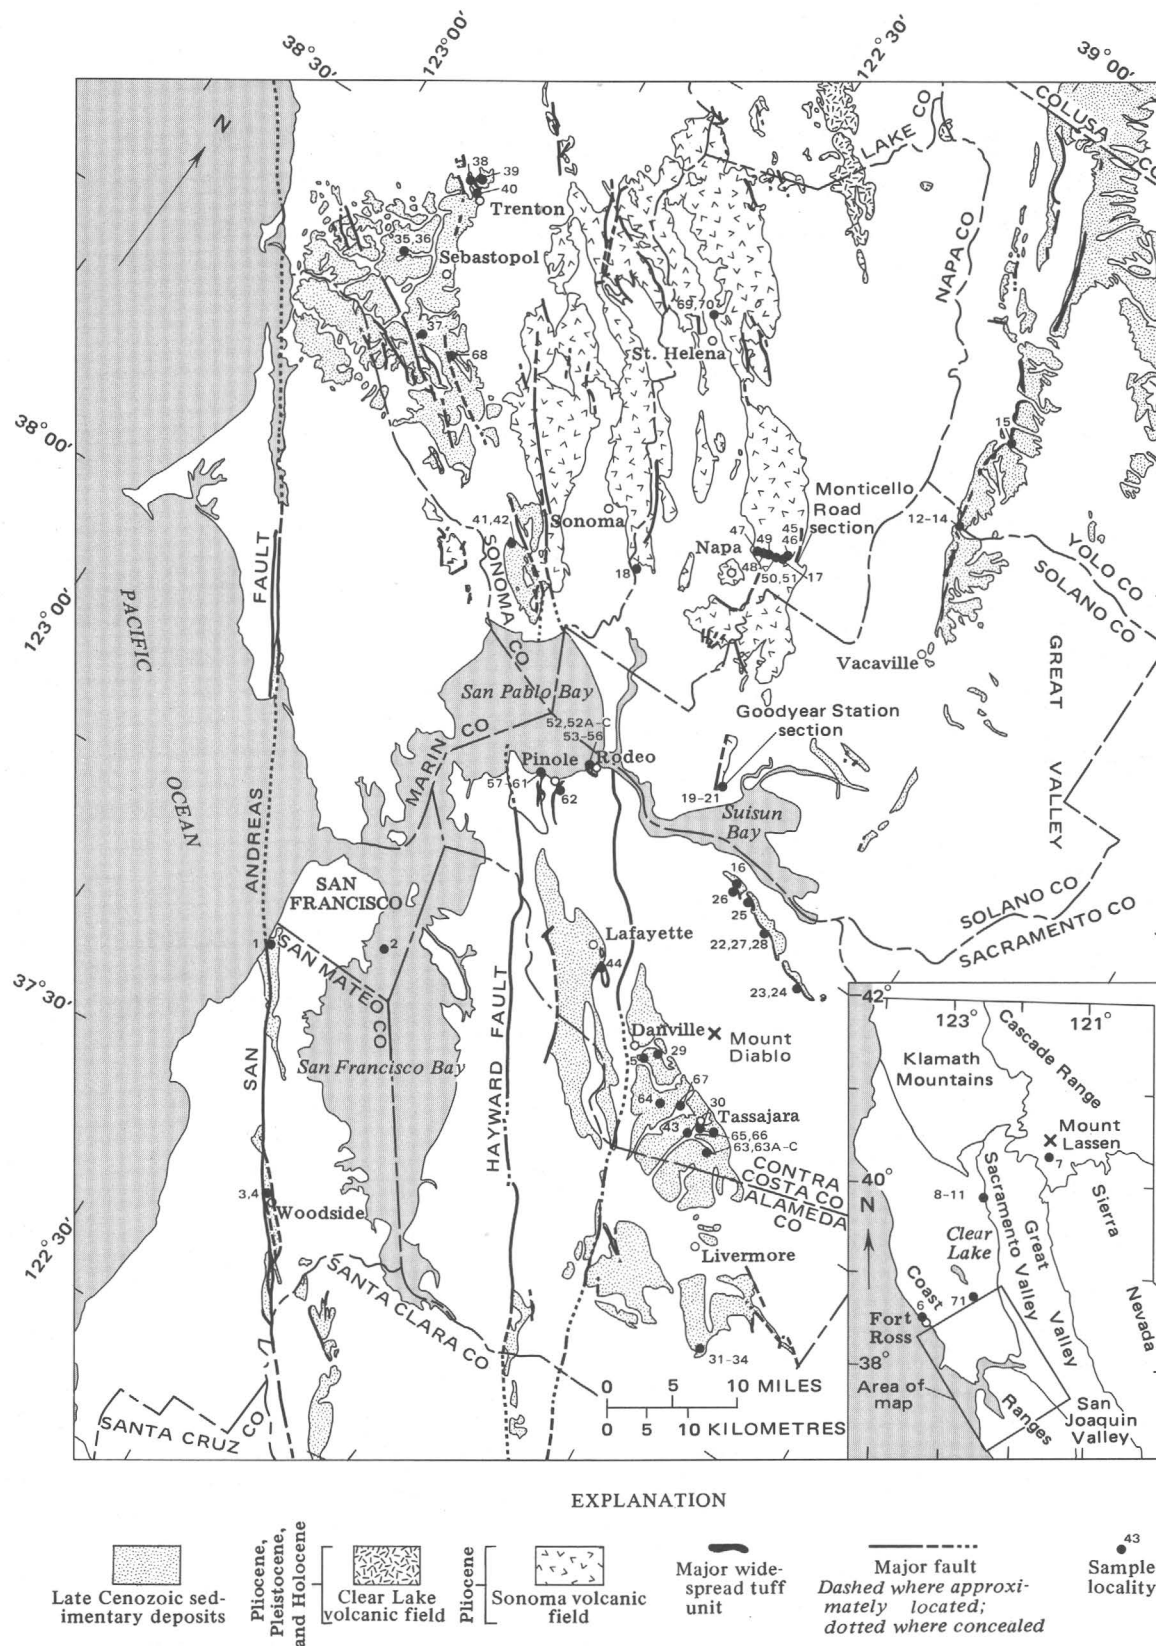 38°30'
123°00'
122°30'
39°00'
N
LAKE CO
COLUSA
CO
NAPA CO
38
39
40
Trenton
35,36
Sebastopol
37
68
69,70
St. Helena
38°00'
15
Monticello
Road
section
12-14
YOLO CO
SOLANO CO
41,42
SONOMA
CO
Sonoma
18
Napa
47
49
48
45
46
50,51
17
123°00'
FAULT
PACIFIC
OCEAN
Vacaville
GREAT
VALLEY
San Pablo Bay
52,52A-C
53-56
Goodyear Station
section
MARIN CO
Pinole
Rodeo
57-61
62
19-21
Suisun
Bay
ANDREAS
SAN
FRANCISCO
16
26
25
22,27,28
23,24
SOLANO CO
SACRAMENTO CO
1
2
SAN MATEO CO
Lafayette
44
37°30'
HAYWARD FAULT
SAN
San Francisco Bay
Danville
Mount
Diablo
5
29
67
64
30
Tassajara
43
65,66
63,63A-C
CONTRA
COSTA CO
ALAMEDA
CO
3,4
Woodside
122°30'
Livermore
SANTA CLARA CO
31-34
SANTA CRUZ CO
0 5 10 MILES
0 5 10 KILOMETRES
42°
123°
121°
Cascade Range
Klamath
Mountains
Mount
Lassen
7
40°
N
8-11
Sacramento Valley
Sierra
Nevada
Clear
Lake
Great
Valley
Coast
Ranges
71
6
Fort
Ross
38°
Area of
map
San
Joaquin
Valley
EXPLANATION
Late Cenozoic sed-
imentary deposits
Pliocene,
Pleistocene,
and Holocene
Clear Lake
volcanic field
Pliocene
Sonoma volcanic
field
Major wide-
spread tuff
unit
Major fault
Dashed where approxi-
mately located;
dotted where concealed
43
Sample
locality